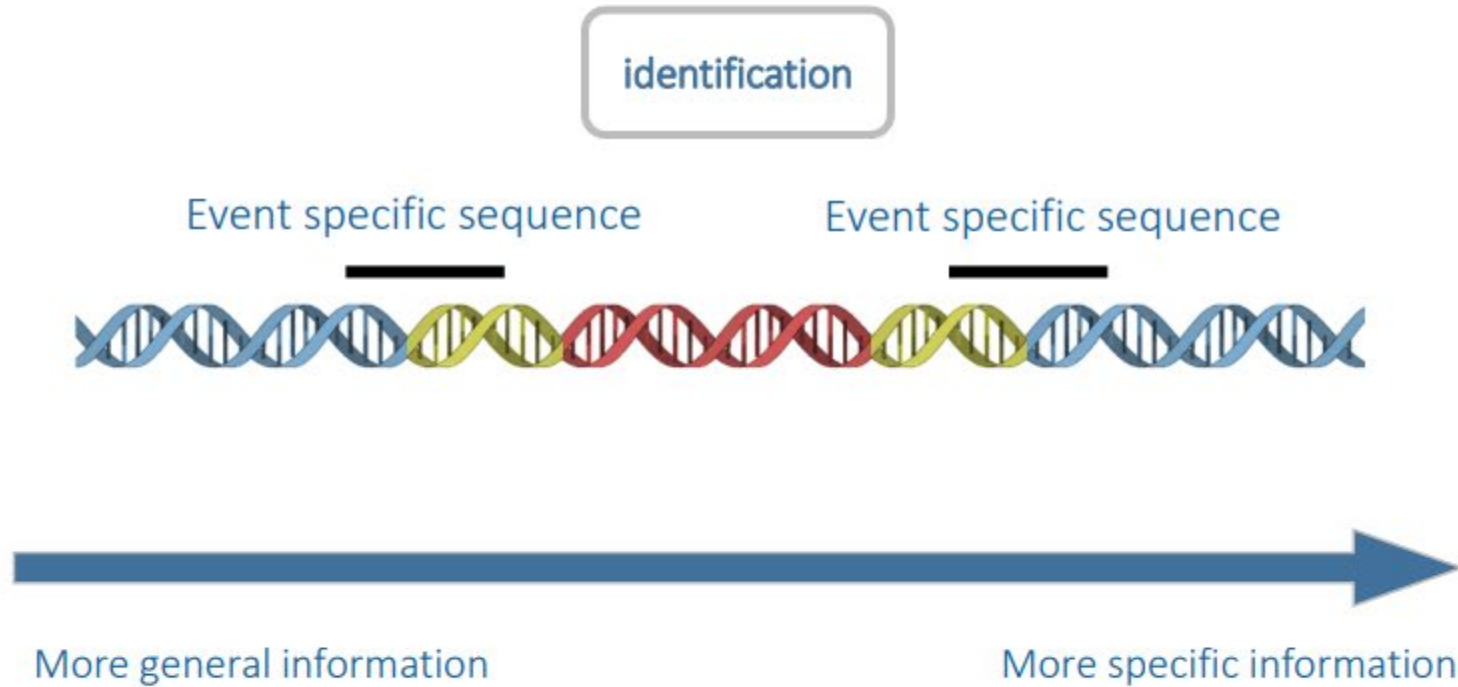 identification
Event specific sequence
Event specific sequence
More general information
More specific information